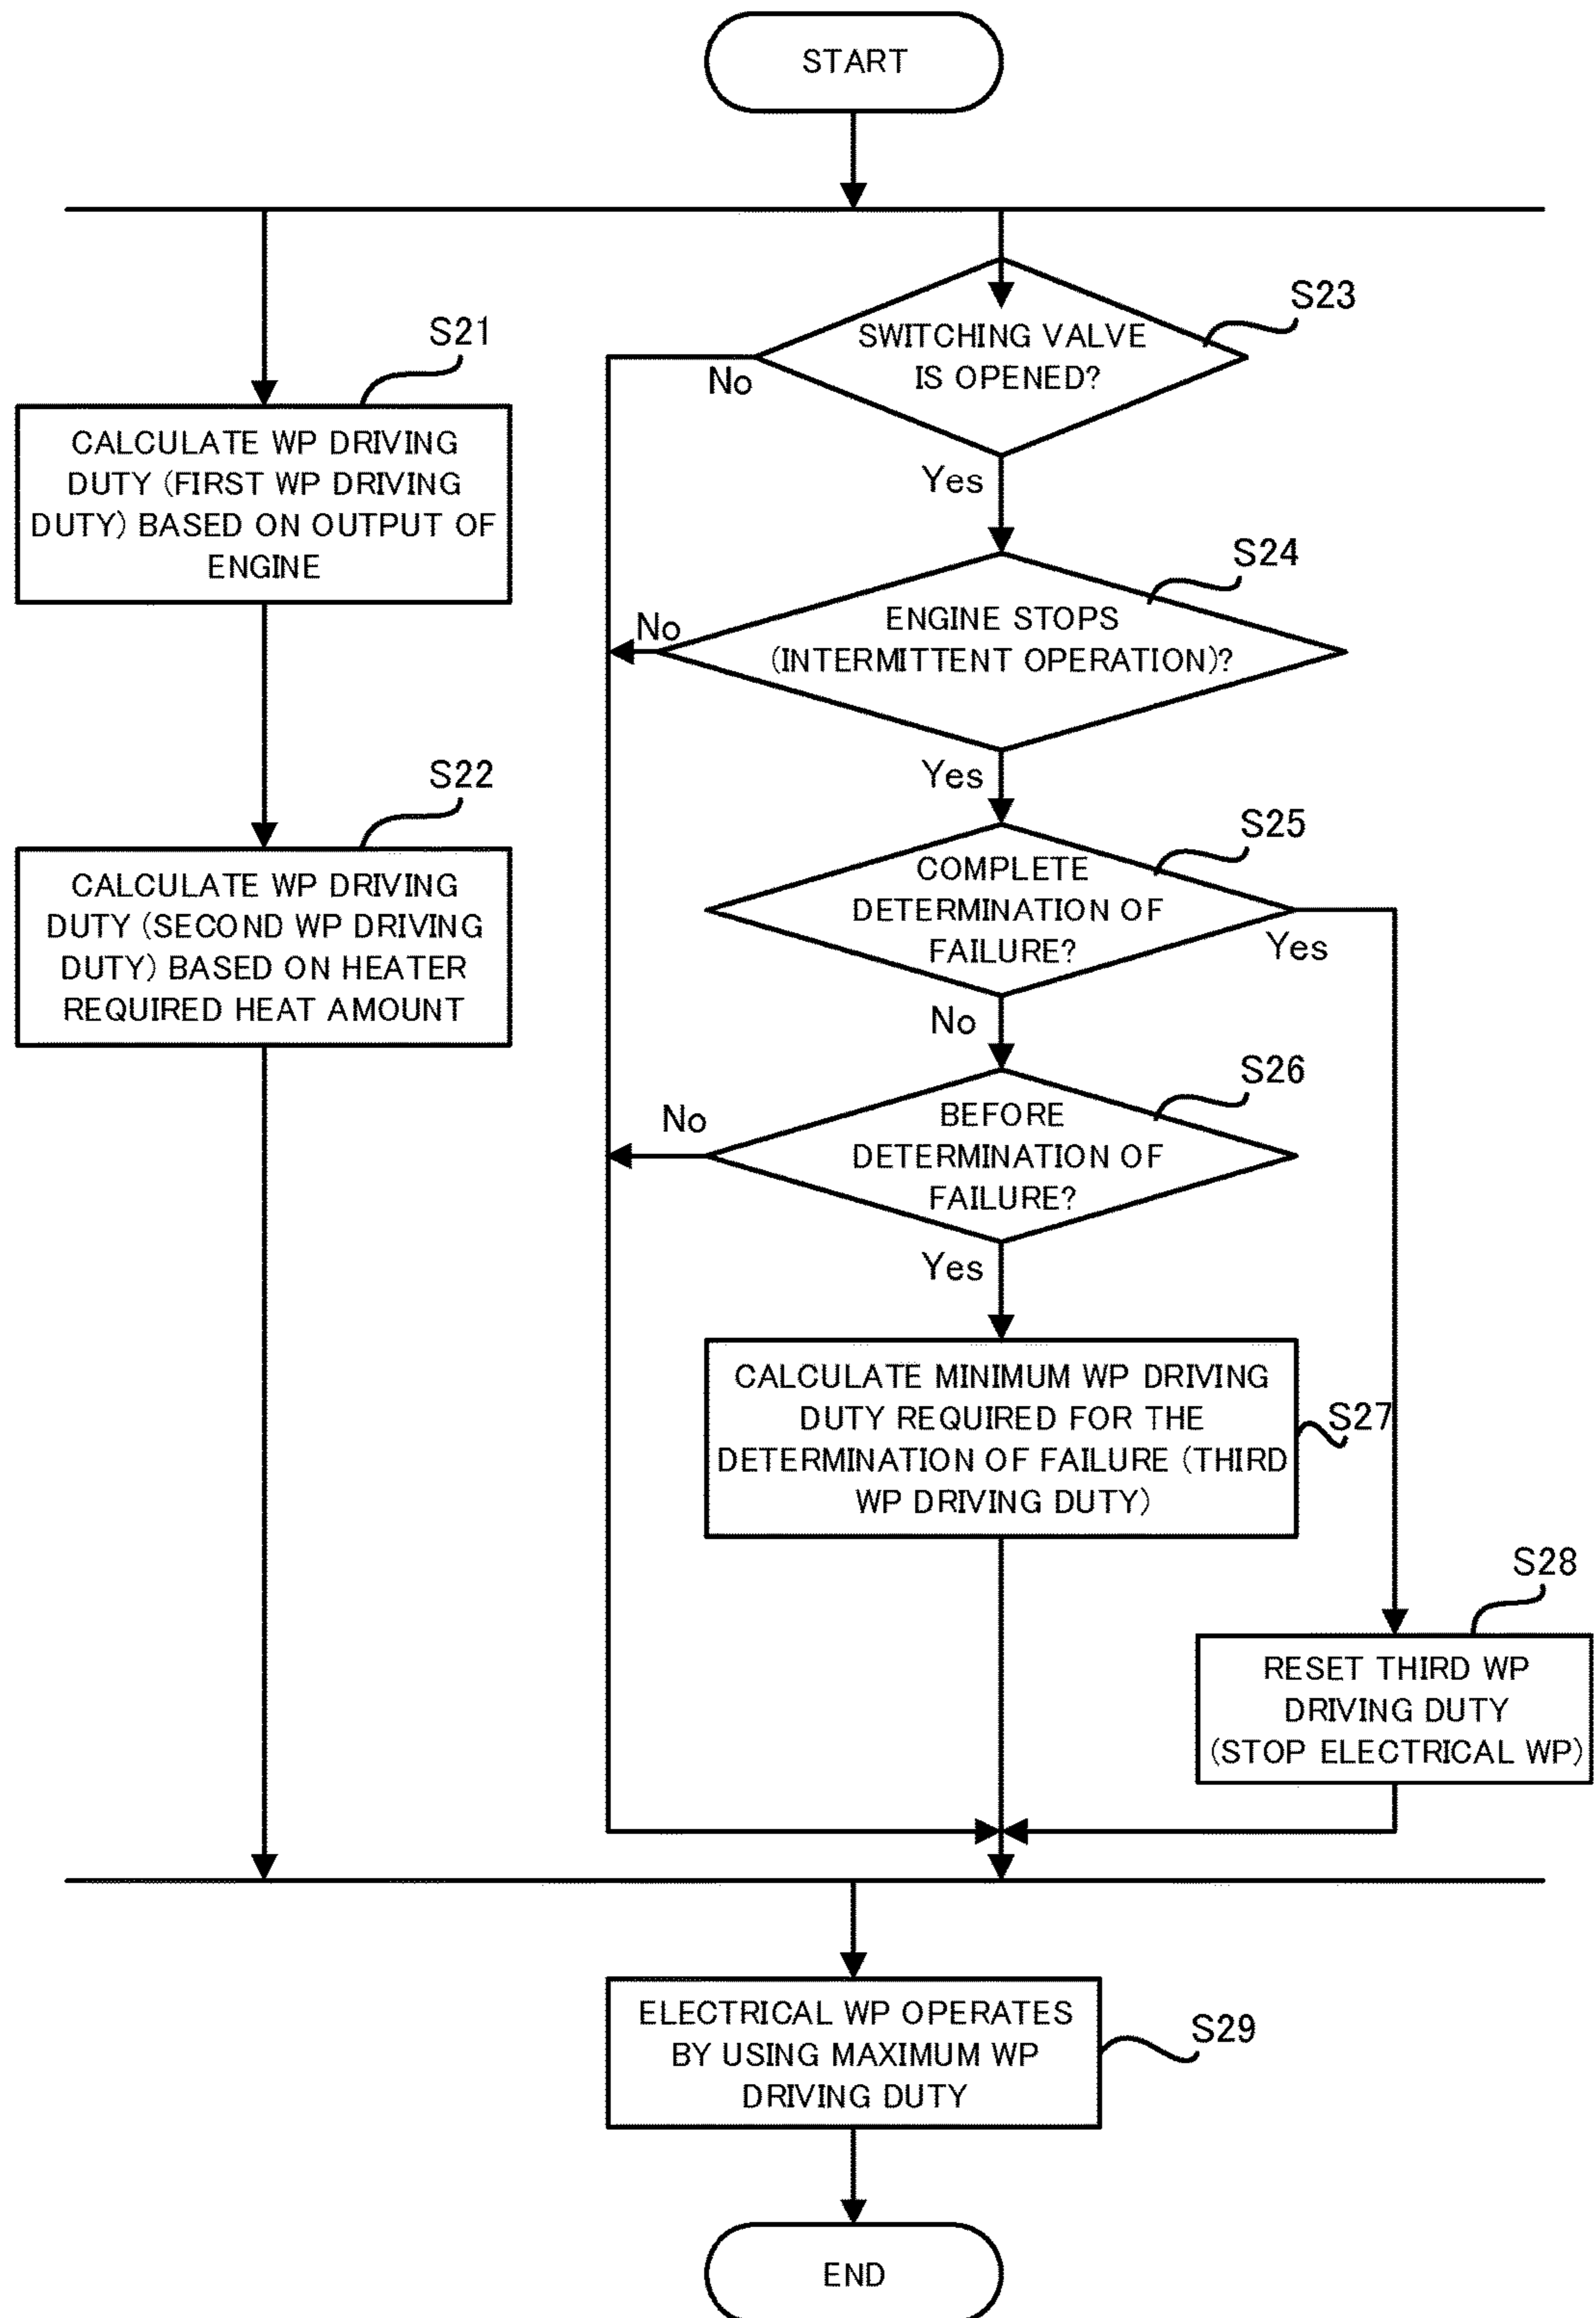 START
S21
CALCULATE WP DRIVING
DUTY (FIRST WP DRIVING
DUTY) BASED ON OUTPUT OF
ENGINE
S22
CALCULATE WP DRIVING
DUTY (SECOND WP DRIVING
DUTY) BASED ON HEATER
REQUIRED HEAT AMOUNT
S23
SWITCHING VALVE
IS OPENED?
No
Yes
S24
ENGINE STOPS
(INTERMITTENT OPERATION)?
No
Yes
S25
COMPLETE
DETERMINATION OF
FAILURE?
Yes
No
S26
BEFORE
DETERMINATION OF
FAILURE?
No
Yes
CALCULATE MINIMUM WP DRIVING
DUTY REQUIRED FOR THE
DETERMINATION OF FAILURE (THIRD
WP DRIVING DUTY)
S27
S28
RESET THIRD WP
DRIVING DUTY
(STOP ELECTRICAL WP)
ELECTRICAL WP OPERATES
BY USING MAXIMUM WP
DRIVING DUTY
S29
END